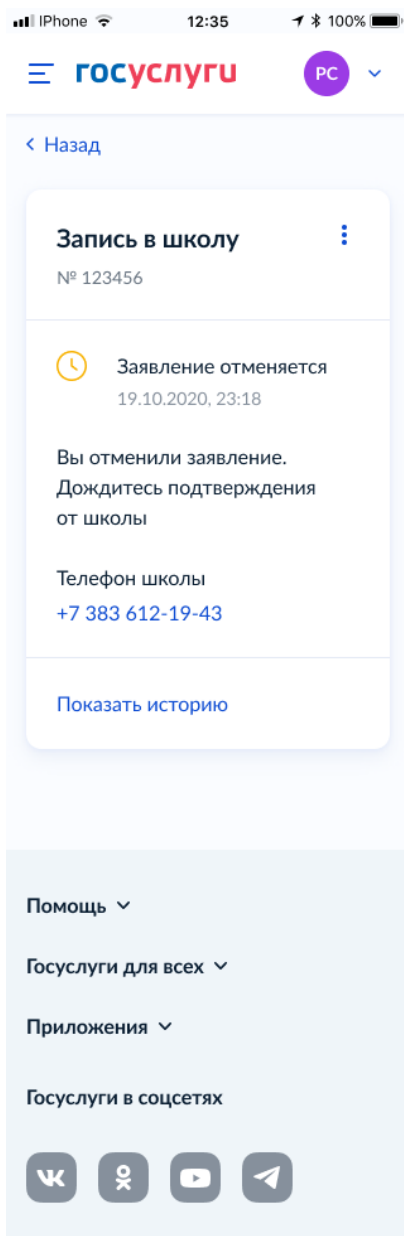 IPhone 12:35 100%
госуслуги РС
Назад
Запись в школу
№ 123456
Заявление отменяется
19.10.2020, 23:18
Вы отменили заявление.
Дождитесь подтверждения
от школы
Телефон школы
+7 383 612-19-43
Показать историю
Помощь
Госуслуги для всех
Приложения
Госуслуги в соцсетях